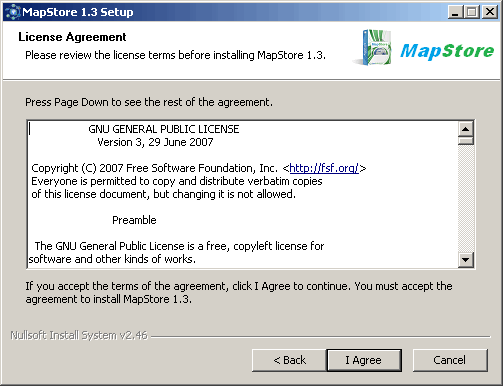 MapStore 1.3 Setup
License Agreement
Please review the license terms before installing MapStore 1.3.
MapStore
Press Page Down to see the rest of the agreement.
GNU GENERAL PUBLIC LICENSE
Version 3, 29 June 2007
Copyright (C) 2007 Free Software Foundation, Inc. <http://fsf.org/>
Everyone is permitted to copy and distribute verbatim copies
of this license document, but changing it is not allowed.
Preamble
The GNU General Public License is a free, copyleft license for
software and other kinds of works.
If you accept the terms of the agreement, click I Agree to continue. You must accept the
agreement to install MapStore 1.3.
Nullsoft Install System v2.46
< Back
I Agree
Cancel